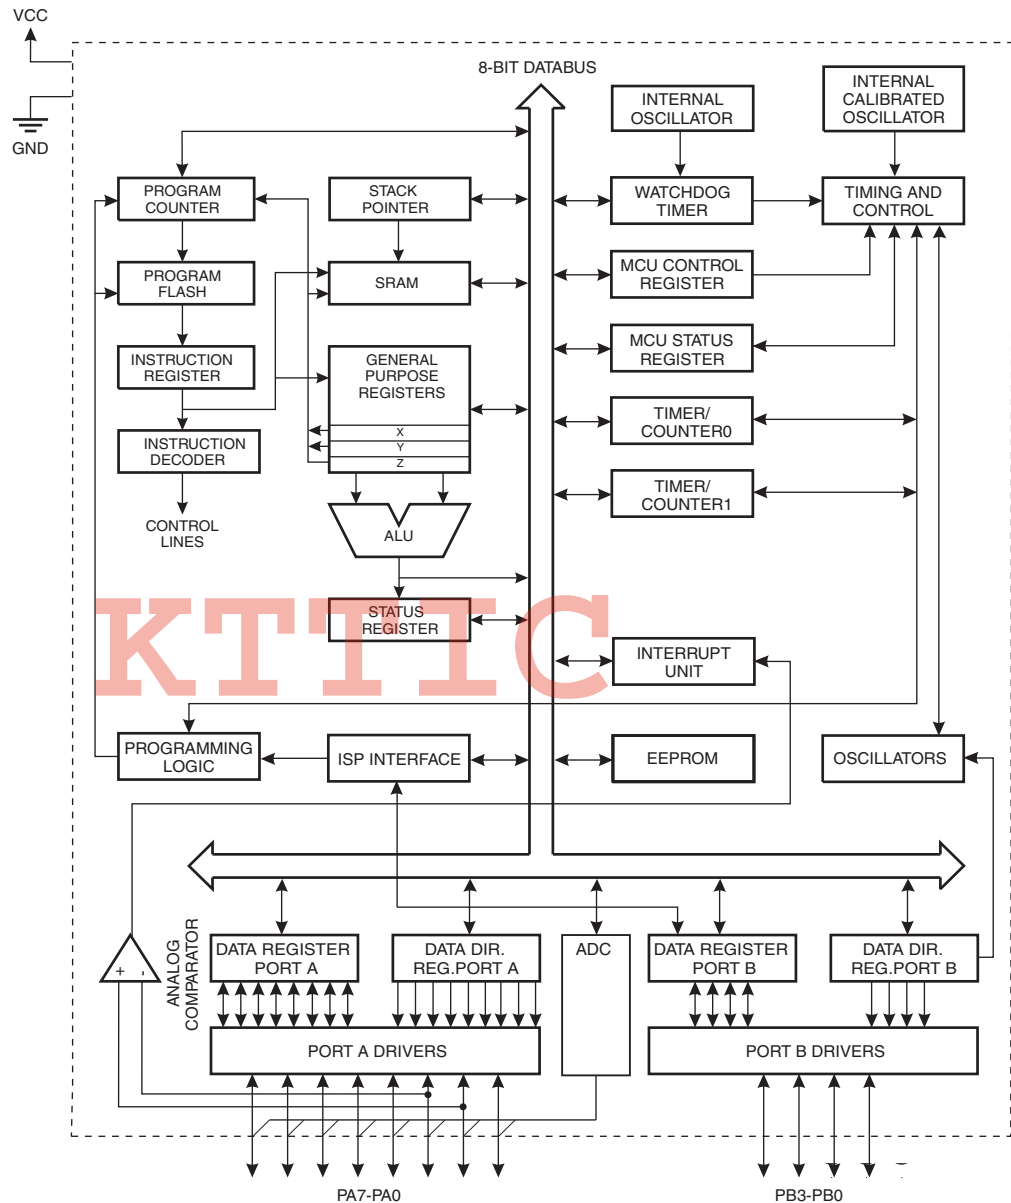 VCC
GND
8-BIT DATABUS
INTERNAL
OSCILLATOR
INTERNAL
CALIBRATED
OSCILLATOR
PROGRAM
COUNTER
STACK
POINTER
WATCHDOG
TIMER
TIMING AND
CONTROL
PROGRAM
FLASH
SRAM
MCU CONTROL
REGISTER
INSTRUCTION
REGISTER
GENERAL
PURPOSE
REGISTERS
X
Y
Z
MCU STATUS
REGISTER
INSTRUCTION
DECODER
TIMER/
COUNTER0
TIMER/
COUNTER1
CONTROL
LINES
ALU
STATUS
REGISTER
KTTIC
INTERRUPT
UNIT
PROGRAMMING
LOGIC
ISP INTERFACE
EEPROM
OSCILLATORS
ANALOG
COMPARATOR
+
-
DATA REGISTER
PORT A
DATA DIR.
REG.PORT A
ADC
DATA REGISTER
PORT B
DATA DIR.
REG.PORT B
PORT A DRIVERS
PORT B DRIVERS
PA7-PA0
PB3-PB0